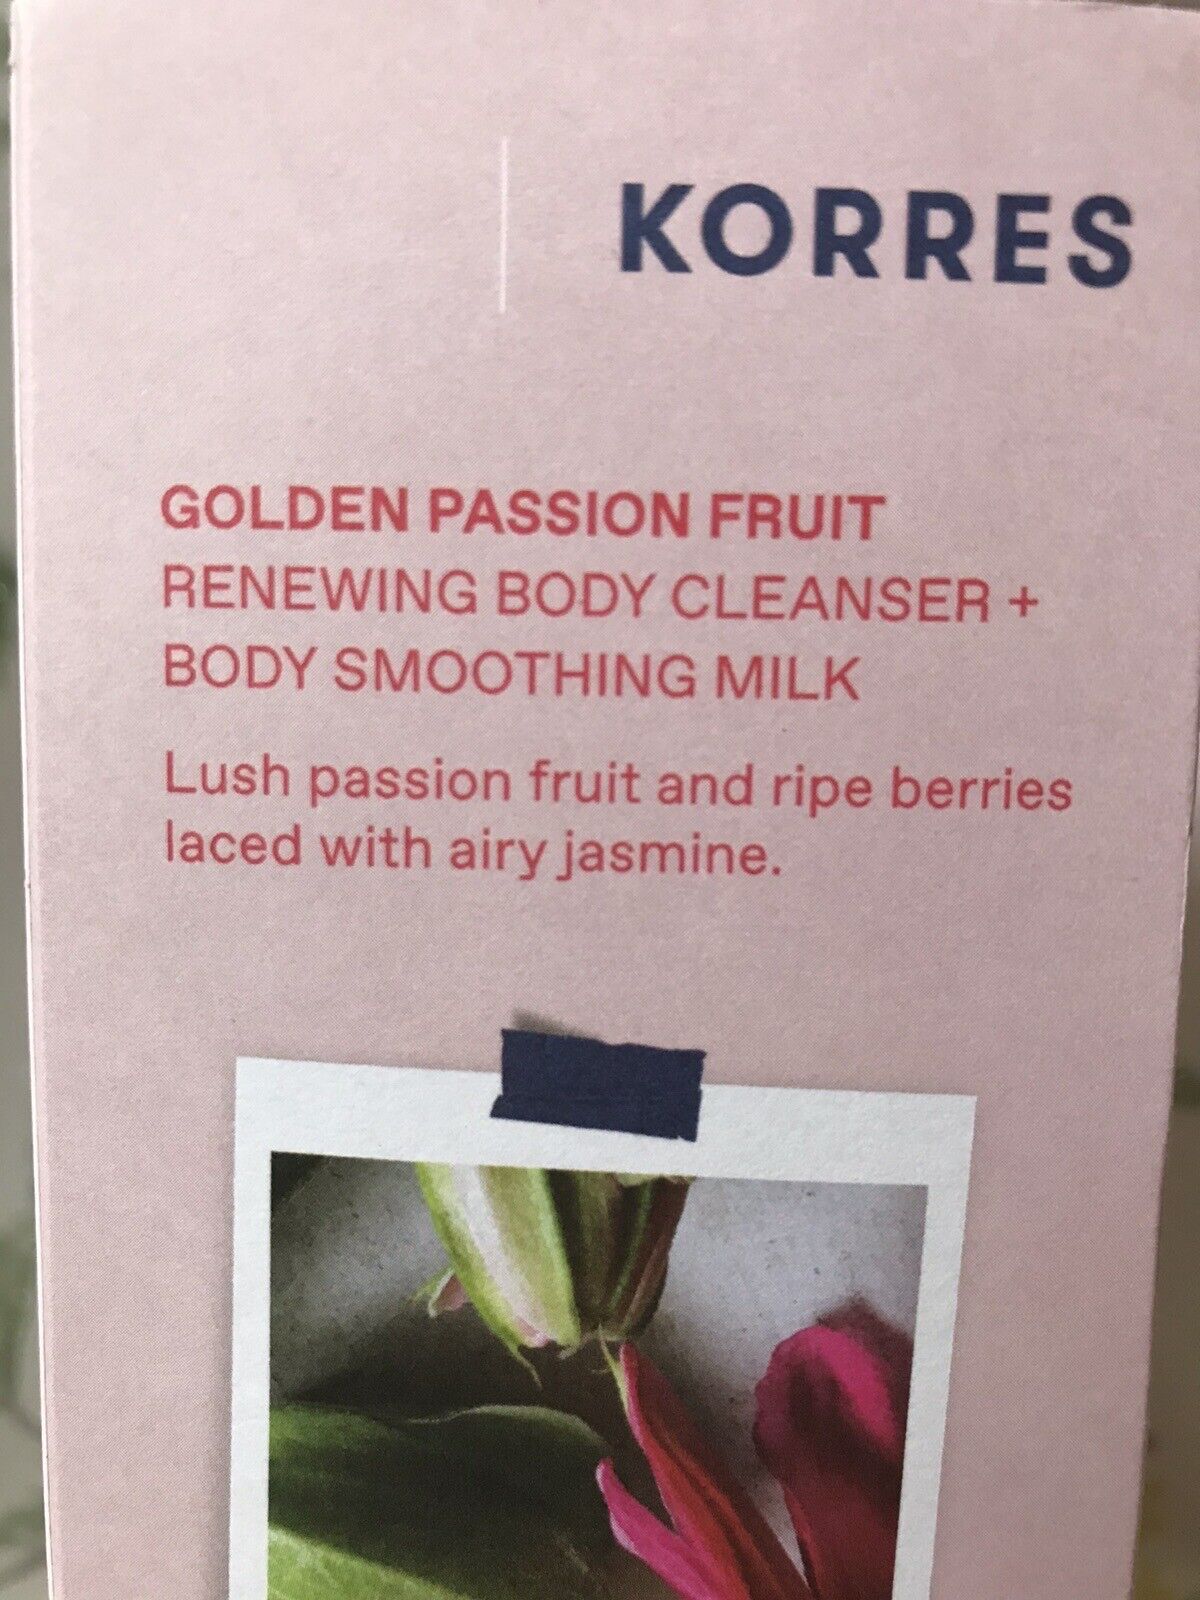 KORRES
GOLDEN PASSION FRUIT
RENEWING BODY CLEANSER +
BODY SMOOTHING MILK
Lush passion fruit and ripe berries
laced with airy jasmine.